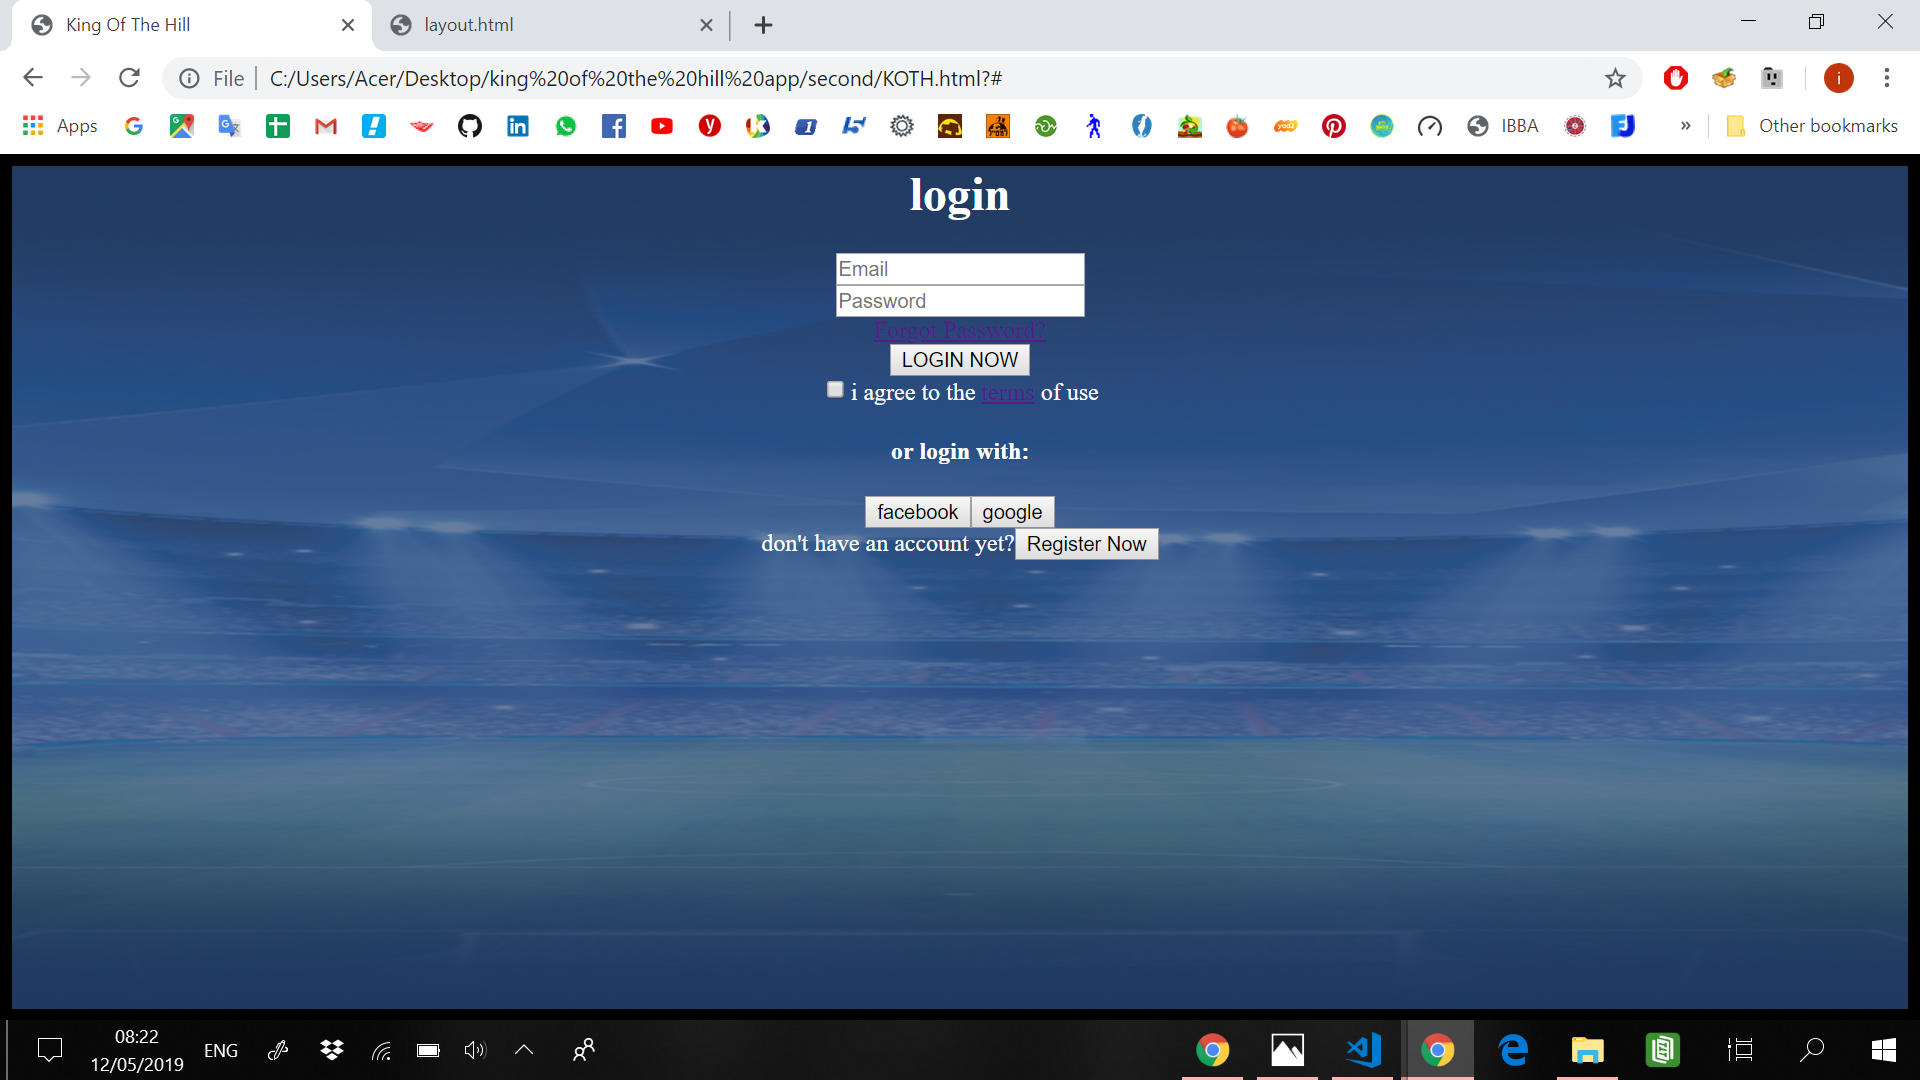 King Of The Hill
layout.html
File C:/Users/Acer/Desktop/king%20of%20the%20hill%20app/second/KOTH.html?#
i
Apps
IBBA
Other bookmarks
login
Email
Password
Forgot Password?
LOGIN NOW
i agree to the terms of use
or login with:
facebook google
don't have an account yet? Register Now
08:22
12/05/2019
ENG